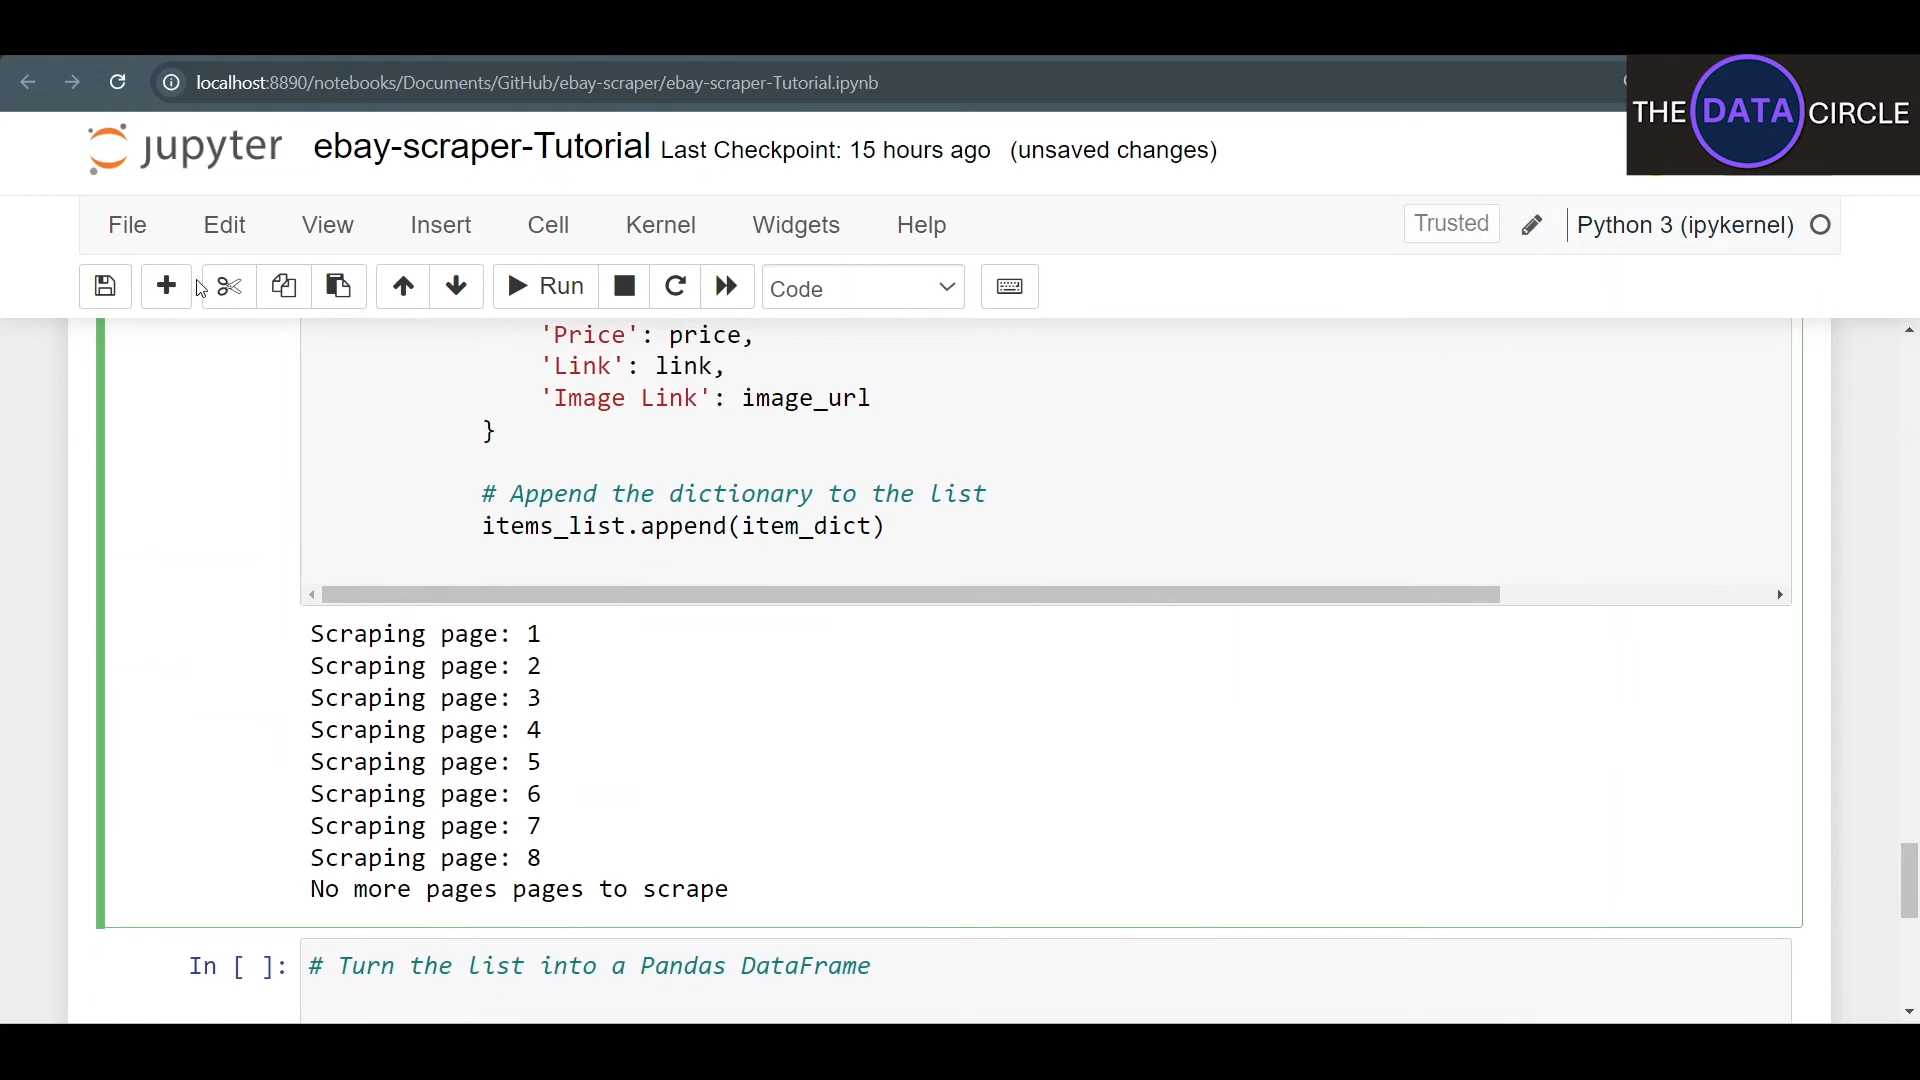 localhost:8890/notebooks/Documents/GitHub/ebay-scraper/ebay-scraper-Tutorial.ipynb
THE DATA CIRCLE
jupyter ebay-scraper-Tutorial Last Checkpoint: 15 hours ago (unsaved changes)
File Edit View Insert Cell Kernel Widgets Help Trusted Python 3 (ipykernel)
Run Code
'Price': price,
'Link': link,
'Image Link': image_url
}
# Append the dictionary to the list
items_list.append(item_dict)
Scraping page: 1
Scraping page: 2
Scraping page: 3
Scraping page: 4
Scraping page: 5
Scraping page: 6
Scraping page: 7
Scraping page: 8
No more pages pages to scrape
In [ ]: # Turn the list into a Pandas DataFrame